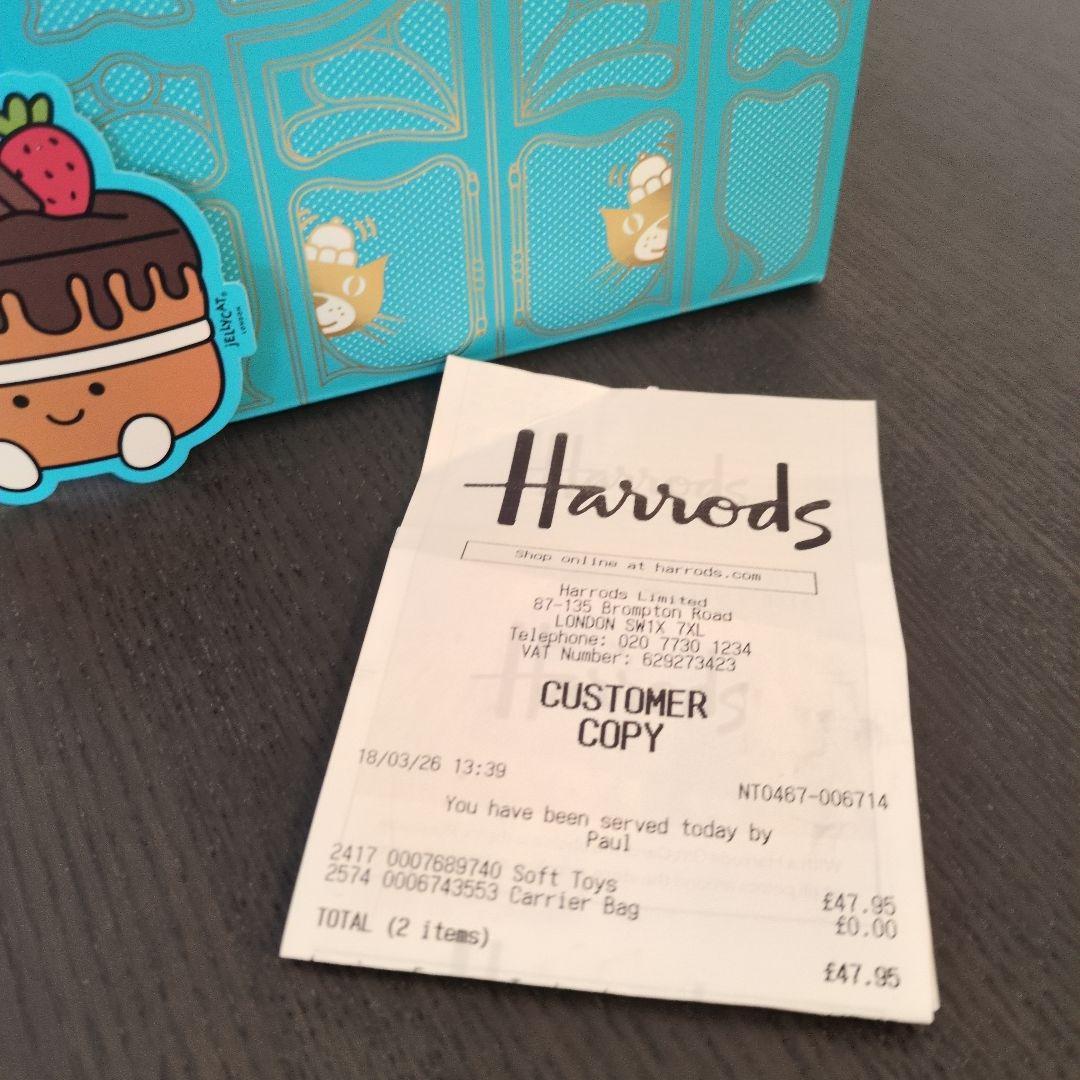 JELLYCAT
LONDON
Harrods
Shop online at harrods.com
Harrods Limited
87-135 Brompton Road
LONDON SW1X 7XL
Telephone: 020 7730 1234
VAT Number: 629273423
CUSTOMER
COPY
18/03/26 13:39
NT0467-006714
You have been served today by
Paul
2417 0007689740 Soft Toys £47.95
2574 0006743553 Carrier Bag £0.00
TOTAL (2 items) £47.95